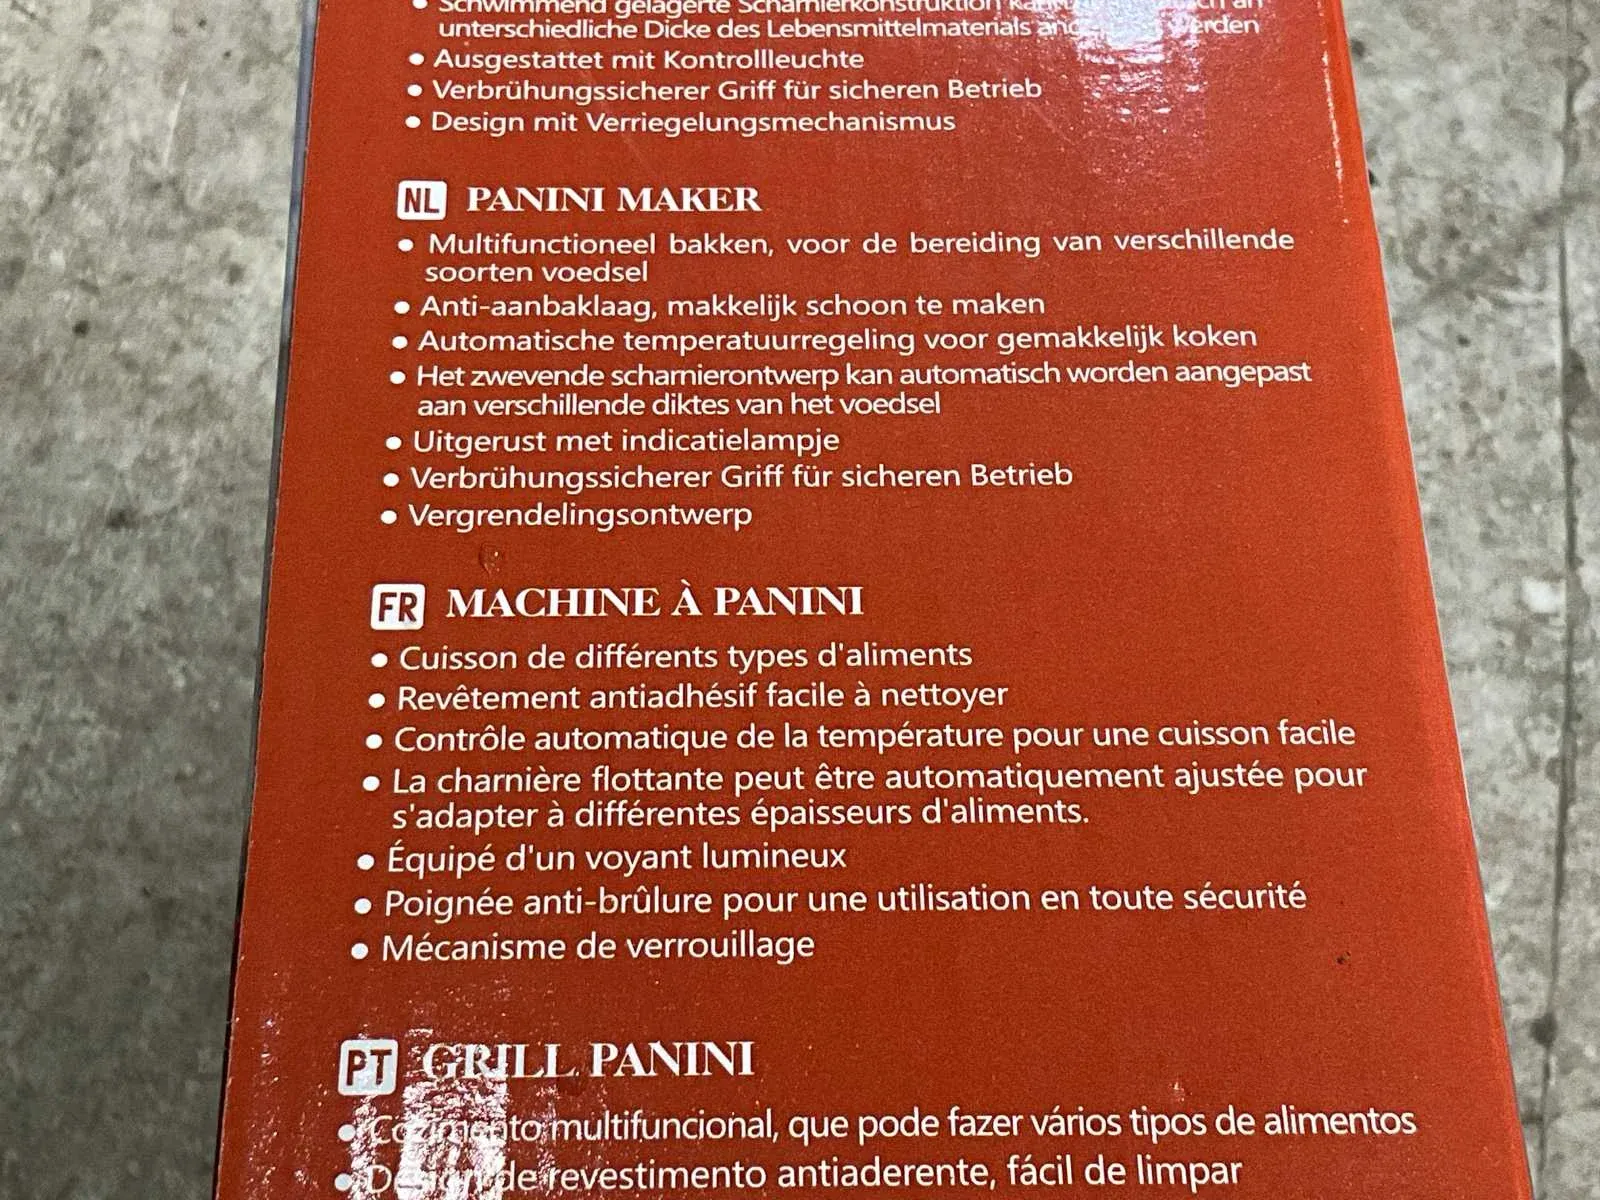 • Schwimmend gelagerte Scharnierkonstruktion
unterschiedliche Dicke des Lebensmittelmaterials
• Ausgestattet mit Kontrollleuchte
• Verbrühungssicherer Griff für sicheren Betrieb
• Design mit Verriegelungsmechanismus
NL PANINI MAKER
• Multifunctioneel bakken, voor de bereiding van verschillende
soorten voedsel
• Anti-aanbaklaag, makkelijk schoon te maken
• Automatische temperatuurregeling voor gemakkelijk koken
• Het zwevende scharnierontwerp kan automatisch worden aangepast
aan verschillende diktes van het voedsel
• Uitgerust met indicatielampje
• Verbrühungssicherer Griff für sicheren Betrieb
• Vergrendelingsontwerp
FR MACHINE À PANINI
• Cuisson de différents types d'aliments
• Revêtement antiadhésif facile à nettoyer
• Contrôle automatique de la température pour une cuisson facile
• La charnière flottante peut être automatiquement ajustée pour
s'adapter à différentes épaisseurs d'aliments.
• Équipé d'un voyant lumineux
• Poignée anti-brûlure pour une utilisation en toute sécurité
• Mécanisme de verrouillage
PT GRILL PANINI
• Cozimento multifuncional, que pode fazer vários tipos de alimentos
• Design de revestimento antiaderente, fácil de limpar